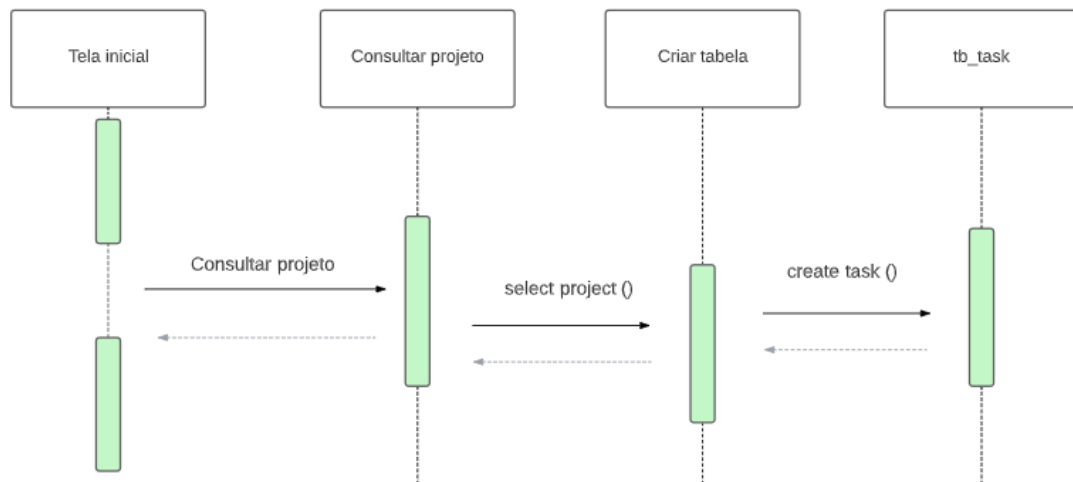 Tela inicial
Consultar projeto
Criar tabela
tb_task
Consultar projeto
select project ()
create task ()